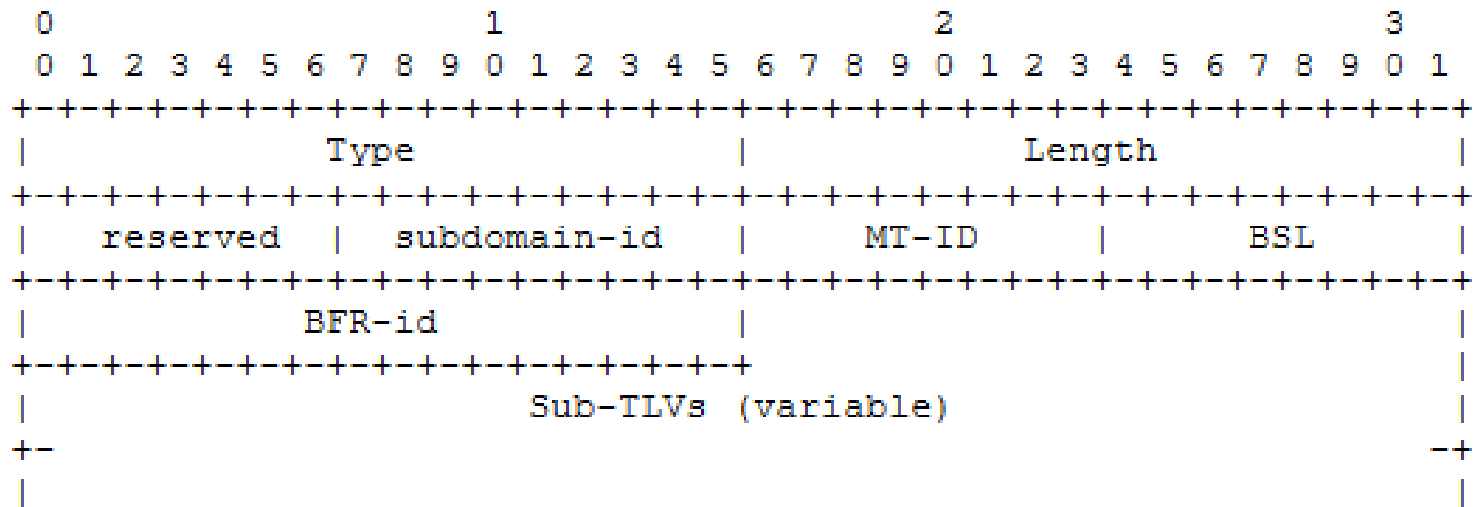 0                   1                   2                   3
 0 1 2 3 4 5 6 7 8 9 0 1 2 3 4 5 6 7 8 9 0 1 2 3 4 5 6 7 8 9 0 1
+-+-+-+-+-+-+-+-+-+-+-+-+-+-+-+-+-+-+-+-+-+-+-+-+-+-+-+-+-+-+-+-+
|             Type              |            Length             |
+-+-+-+-+-+-+-+-+-+-+-+-+-+-+-+-+-+-+-+-+-+-+-+-+-+-+-+-+-+-+-+-+
|   reserved  |  subdomain-id   |     MT-ID     |      BSL      |
+-+-+-+-+-+-+-+-+-+-+-+-+-+-+-+-+-+-+-+-+-+-+-+-+-+-+-+-+-+-+-+-+
|            BFR-id             |                               |
+-+-+-+-+-+-+-+-+-+-+-+-+-+-+-+-+                               |
|                      Sub-TLVs (variable)                      |
+-                                                             -+
|                                                               |